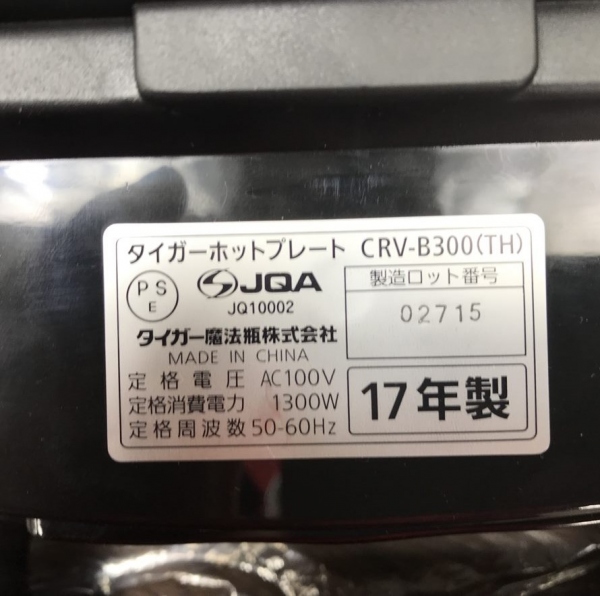 タイガーホットプレート CRV-B300(TH)
PS
E
JQA
JQ10002
製造ロット番号
02715
タイガー魔法瓶株式会社
MADE IN CHINA
定格電圧 AC100V
定格消費電力 1300W
定格周波数 50-60Hz
17年製